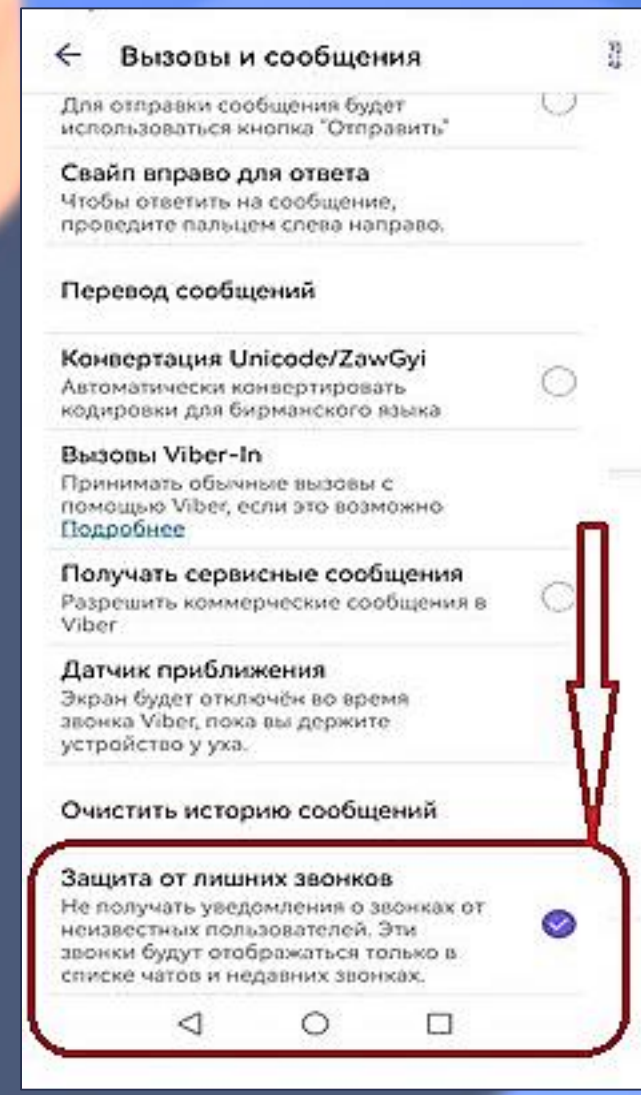 Вызовы и сообщения
Для отправки сообщения будет
использоваться кнопка "Отправить"
Свайп вправо для ответа
Чтобы ответить на сообщение,
проведите пальцем слева направо.
Перевод сообщений
Конвертация Unicode/ZawGyi
Автоматически конвертировать
кодировки для бирманского языка
Вызовы Viber-In
Принимать обычные вызовы с
помощью Viber, если это возможно
Подробнее
Получать сервисные сообщения
Разрешить коммерческие сообщения в
Viber
Датчик приближения
Экран будет отключён во время
звонка Viber, пока вы держите
устройство у уха.
Очистить историю сообщений
Защита от лишних звонков
Не получать уведомления о звонках от
неизвестных пользователей. Эти
звонки будут отображаться только в
списке чатов и недавних звонках.